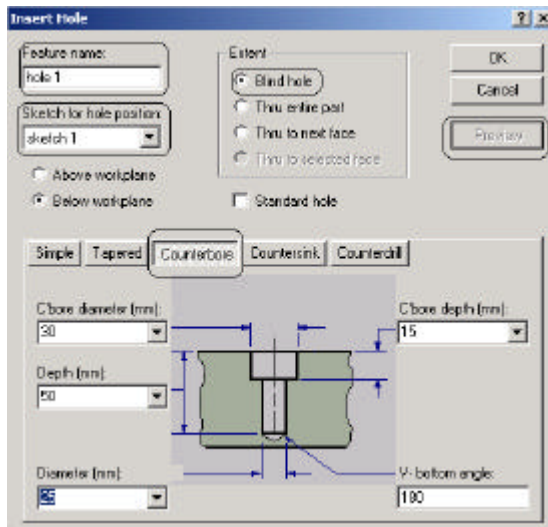 Insert Hole
Feature name:
hole 1
Sketch for hole position:
sketch 1
Above workplane
Below workplane
Extent
Blind hole
Thru entire part
Thru to next face
Thru to selected face
Standard hole
OK
Cancel
Preview
Simple
Tapered
Counterbore
Countersink
Counterdrill
C'bore diameter (mm):
30
Depth (mm):
50
Diameter (mm):
25
C'bore depth (mm):
15
V- bottom angle:
180